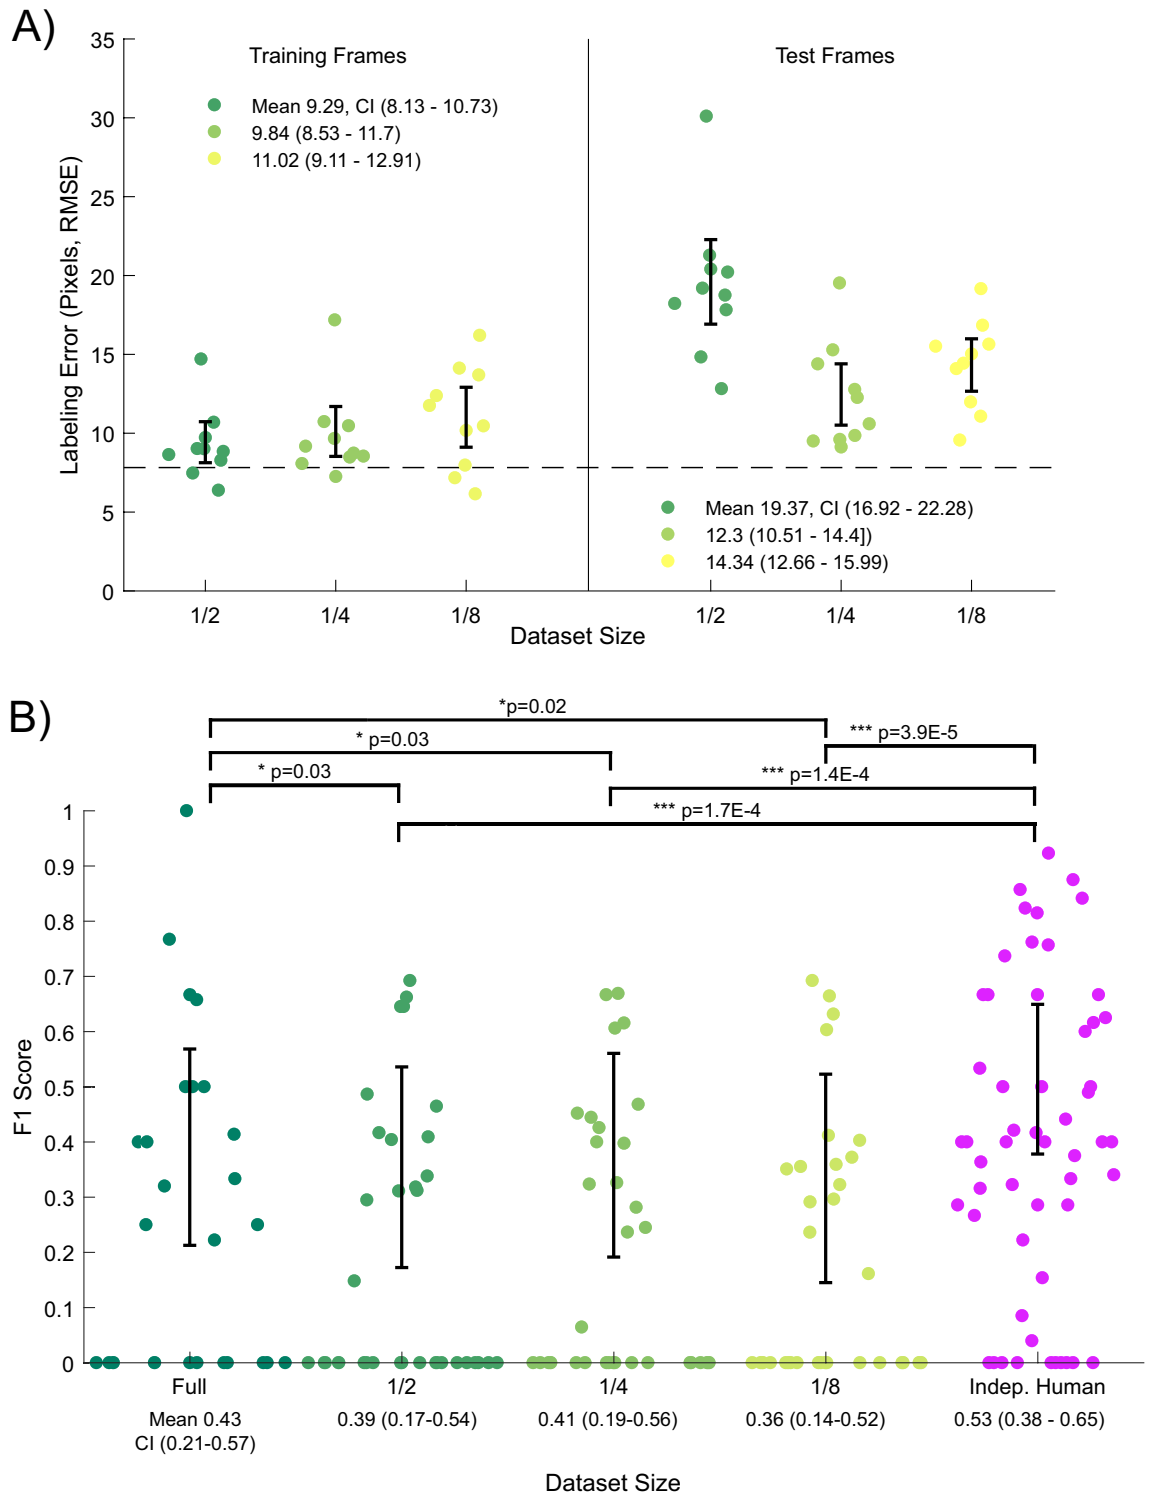 A)
35
30
25
20
15
10
5
0
Labeling Error (Pixels, RMSE)
Training Frames
Mean 9.29, CI (8.13 - 10.73)
9.84 (8.53 - 11.7)
11.02 (9.11 - 12.91)
Test Frames
Mean 19.37, CI (16.92 - 22.28)
12.3 (10.51 - 14.4])
14.34 (12.66 - 15.99)
1/2 1/4 1/8 1/2 1/4 1/8
Dataset Size
B)
*p=0.02
*** p=3.9E-5
* p=0.03
*** p=1.4E-4
* p=0.03
*** p=1.7E-4
1
0.9
0.8
0.7
0.6
0.5
0.4
0.3
0.2
0.1
0
F1 Score
Full 1/2 1/4 1/8 Indep. Human
Mean 0.43 0.39 (0.17-0.54) 0.41 (0.19-0.56) 0.36 (0.14-0.52) 0.53 (0.38 - 0.65)
CI (0.21-0.57)
Dataset Size